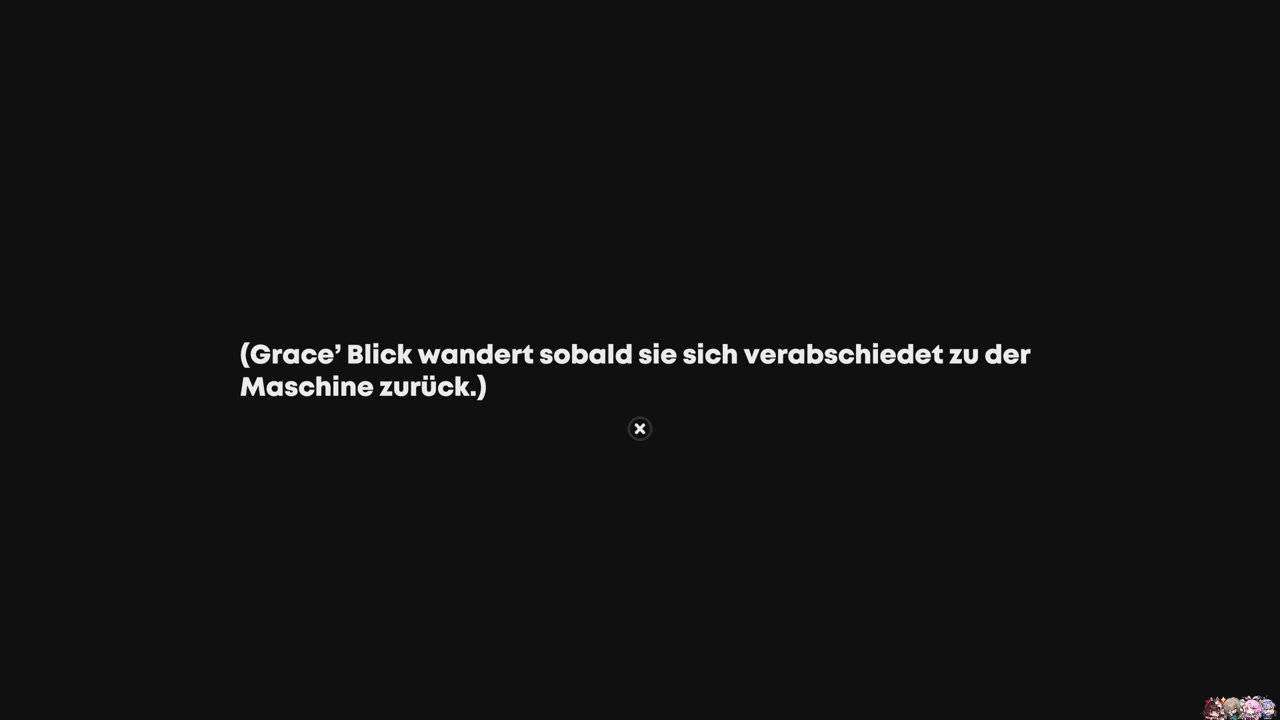 (Grace’ Blick wandert sobald sie sich verabschiedet zu der
Maschine zurück.)